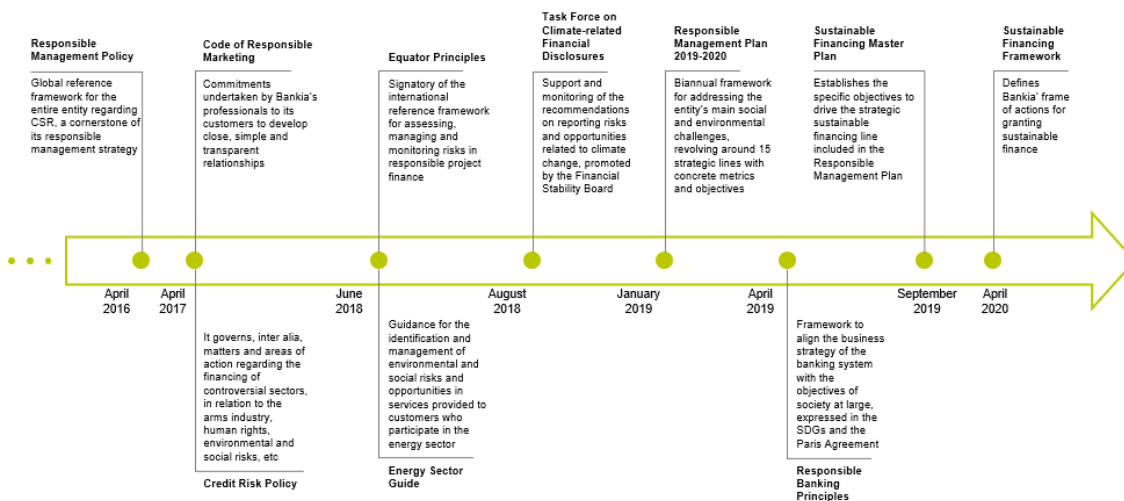 Responsible
Management Policy
Global reference
framework for the
entire entity regarding
CSR, a cornerstone of
its responsible
management strategy
Code of Responsible
Marketing
Commitments
undertaken by Bankia's
professionals to its
customers to develop
close, simple and
transparent
relationships
Equator Principles
Signatory of the
international
reference framework
for assessing,
managing and
monitoring risks in
responsible project
finance
Task Force on
Climate-related
Financial
Disclosures
Support and
monitoring of the
recommendations
on reporting risks
and opportunities
related to climate
change, promoted
by the Financial
Stability Board
Responsible
Management Plan
2019-2020
Biannual framework
for addressing the
entity's main social
and environmental
challenges,
revolving around 15
strategic lines with
concrete metrics
and objectives
Sustainable
Financing Master
Plan
Establishes the
specific objectives to
drive the strategic
sustainable
financing line
included in the
Responsible
Management Plan
Sustainable
Financing
Framework
Defines
Bankia' frame
of actions for
granting
sustainable
finance
April
2016
April
2017
June
2018
August
2018
January
2019
April
2019
September
2019
April
2020
It governs, inter alia,
matters and areas of
action regarding the
financing of
controversial sectors,
in relation to the
arms industry,
human rights,
environmental and
social risks, etc
Credit Risk Policy
Guidance for the
identification and
management of
environmental and
social risks and
opportunities in
services provided to
customers who
participate in the
energy sector
Energy Sector
Guide
Framework to
align the business
strategy of the
banking system
with the
objectives of
society at large,
expressed in the
SDGs and the
Paris Agreement
Responsible
Banking
Principles